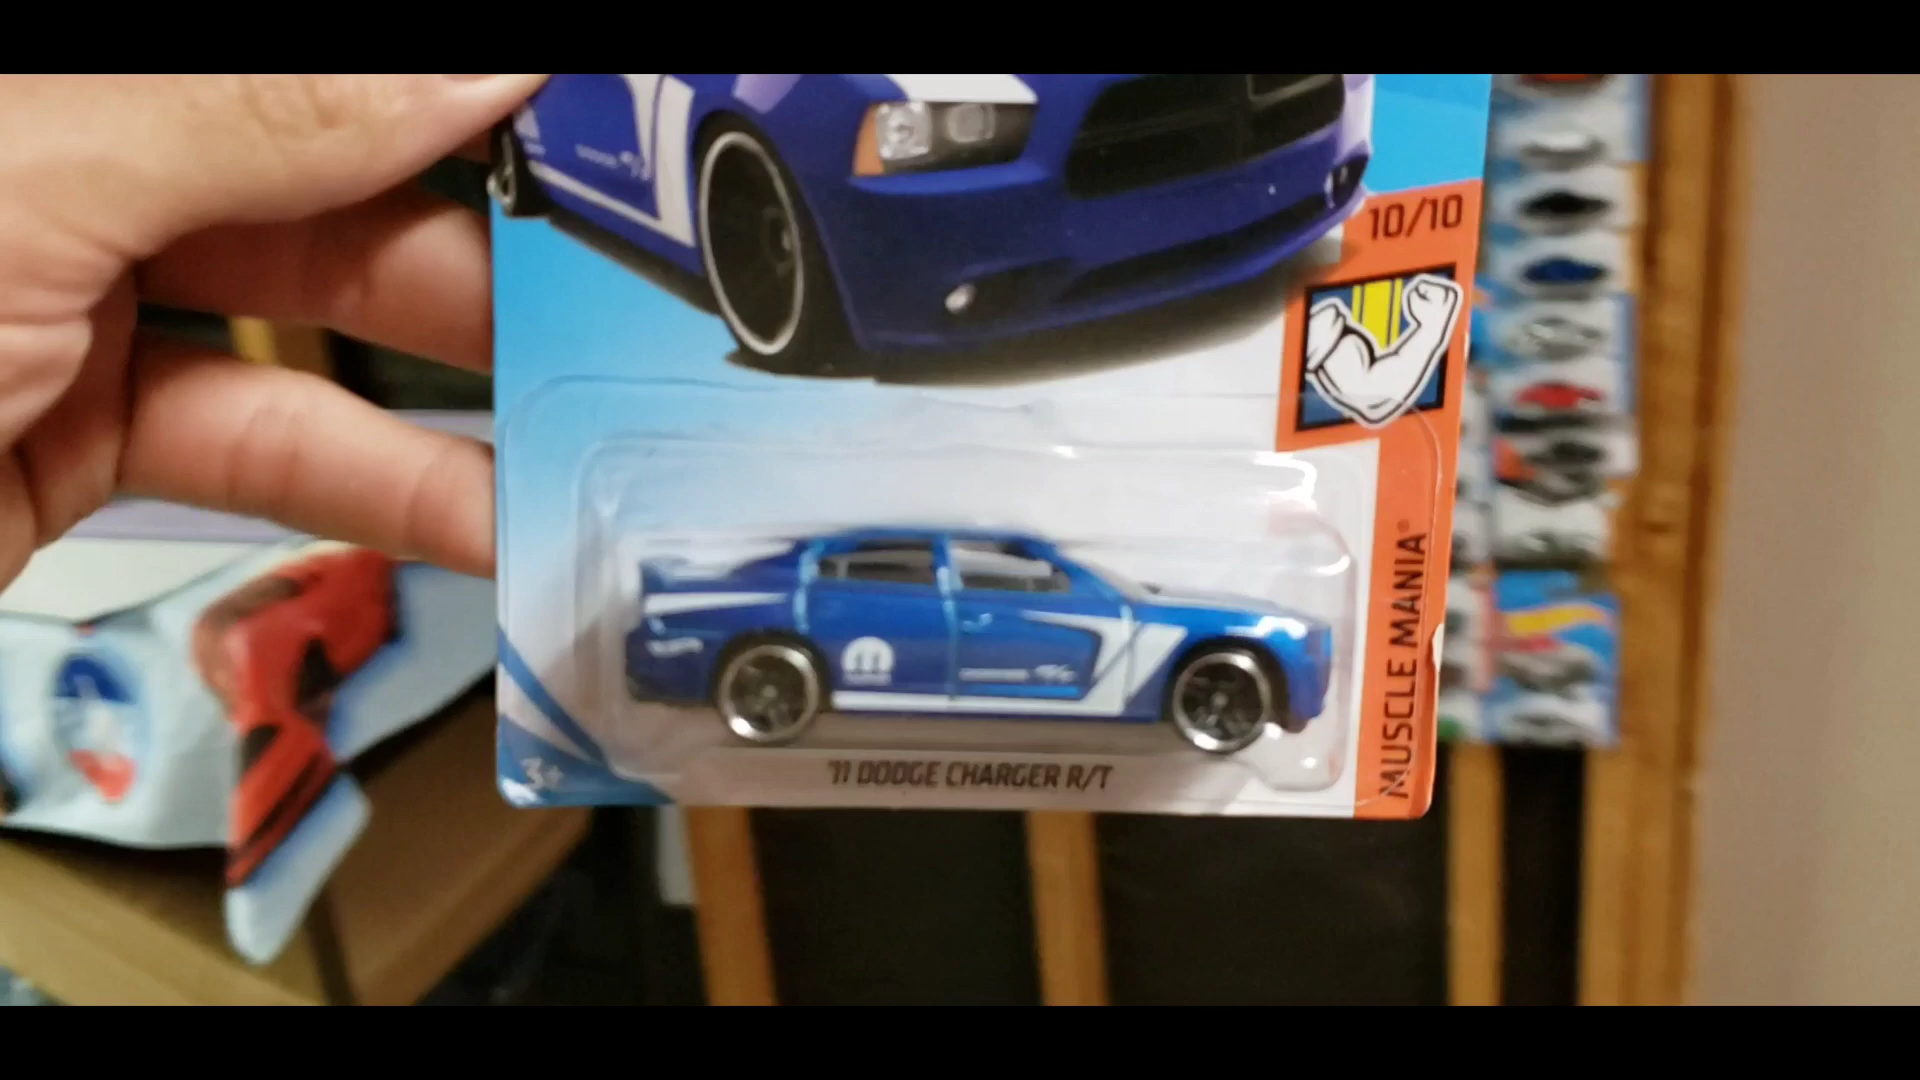 10/10
MUSCLE MANIA®
3+
'11 DODGE CHARGER R/T